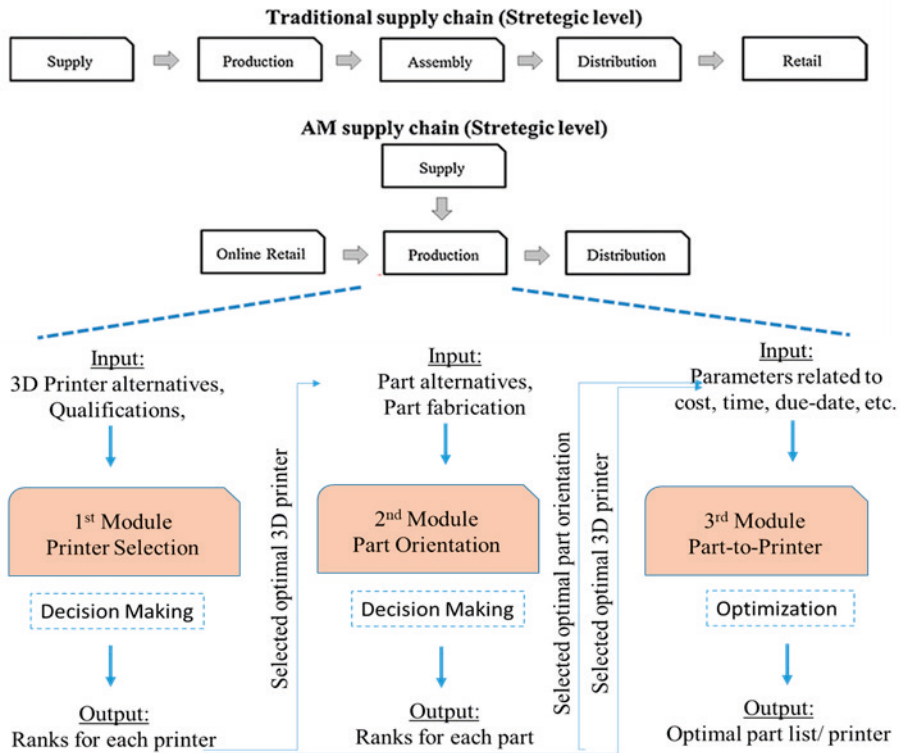 Traditional supply chain (Stretegic level)
Supply
Production
Assembly
Distribution
Retail
AM supply chain (Stretegic level)
Supply
Online Retail
Production
Distribution
Input:
3D Printer alternatives,
Qualifications,
1st Module
Printer Selection
Decision Making
Output:
Ranks for each printer
Selected optimal 3D printer
Input:
Part alternatives,
Part fabrication
2nd Module
Part Orientation
Decision Making
Output:
Ranks for each part
Selected optimal part orientation
Selected optimal 3D printer
Input:
Parameters related to
cost, time, due-date, etc.
3rd Module
Part-to-Printer
Optimization
Output:
Optimal part list/ printer